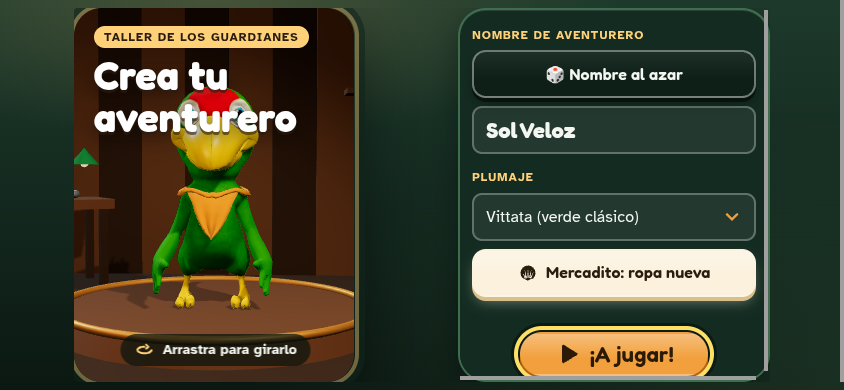 TALLER DE LOS GUARDIANES
Crea tu
aventurero
Arrastra para girarlo
NOMBRE DE AVENTURERO
🎲 Nombre al azar
Sol Veloz
PLUMAJE
Vittata (verde clásico)
Mercadito: ropa nueva
¡A jugar!